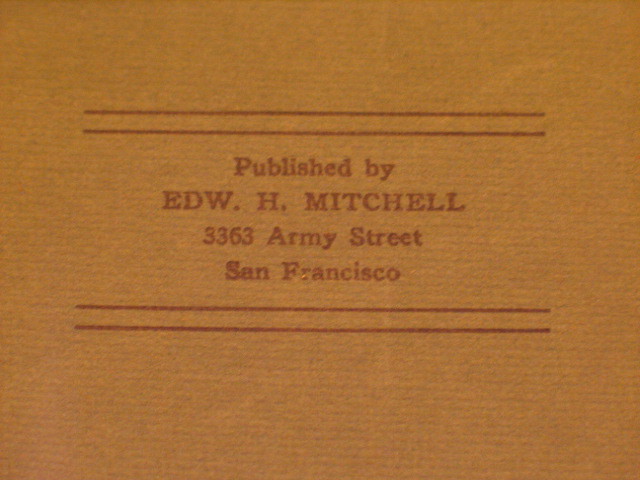 Published by
EDW. H. MITCHELL
3363 Army Street
San Francisco